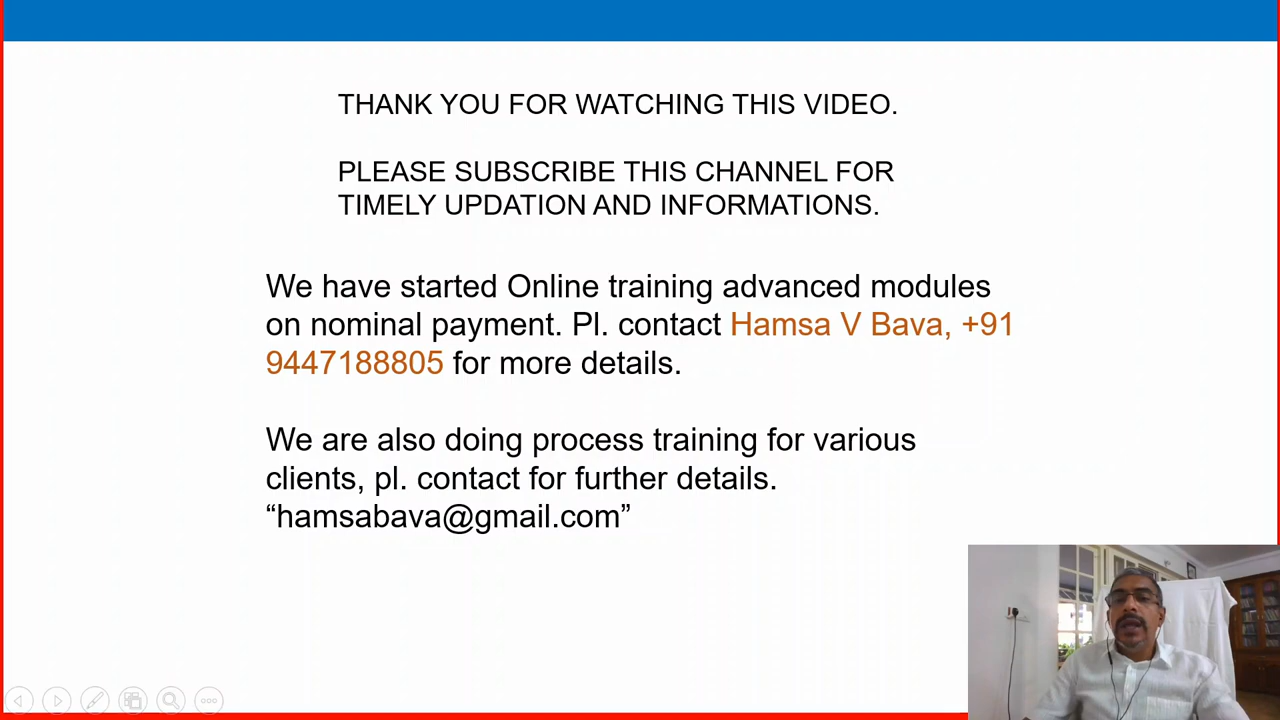 THANK YOU FOR WATCHING THIS VIDEO.
PLEASE SUBSCRIBE THIS CHANNEL FOR
TIMELY UPDATION AND INFORMATIONS.
We have started Online training advanced modules
on nominal payment. Pl. contact Hamsa V Bava, +91
9447188805 for more details.
We are also doing process training for various
clients, pl. contact for further details.
“hamsabava@gmail.com”